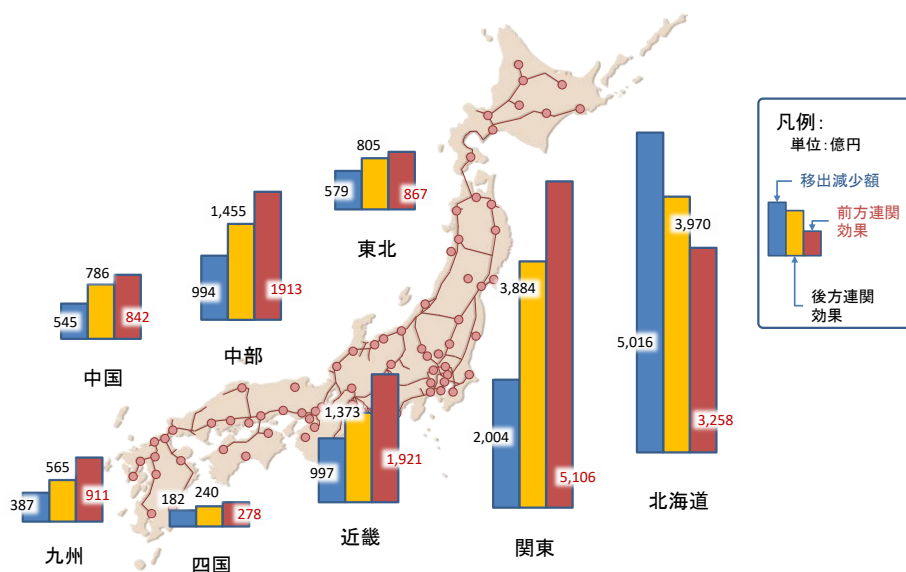 凡例:
単位:億円
移出減少額
前方連関
効果
後方連関
効果
805
579
867
東北
1,455
994
1913
中部
786
545
842
中国
565
387
911
九州
182
240
278
四国
1,373
997
1,921
近畿
3,884
2,004
5,106
関東
3,970
5,016
3,258
北海道